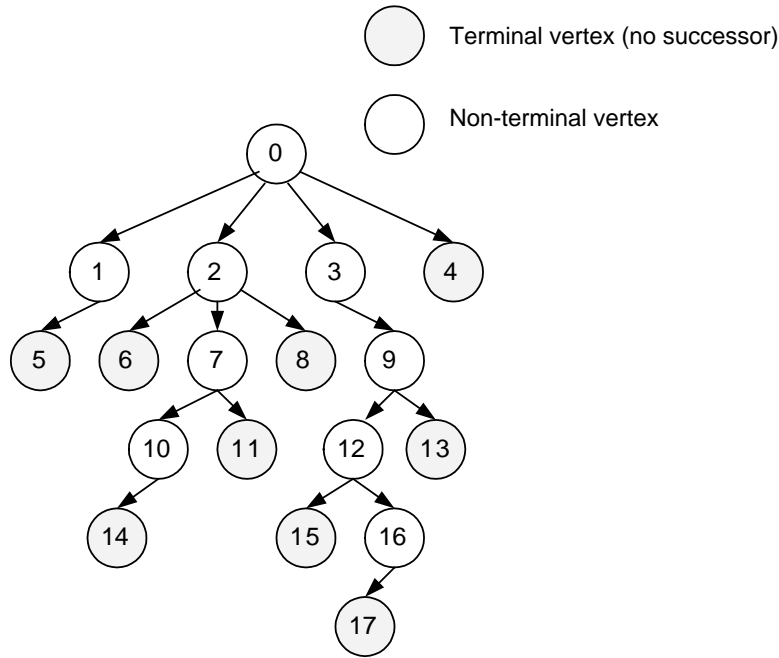 Terminal vertex (no successor)
Non-terminal vertex
0
1 2 3 4
5 6 7 8 9
10 11 12 13
14 15 16
17